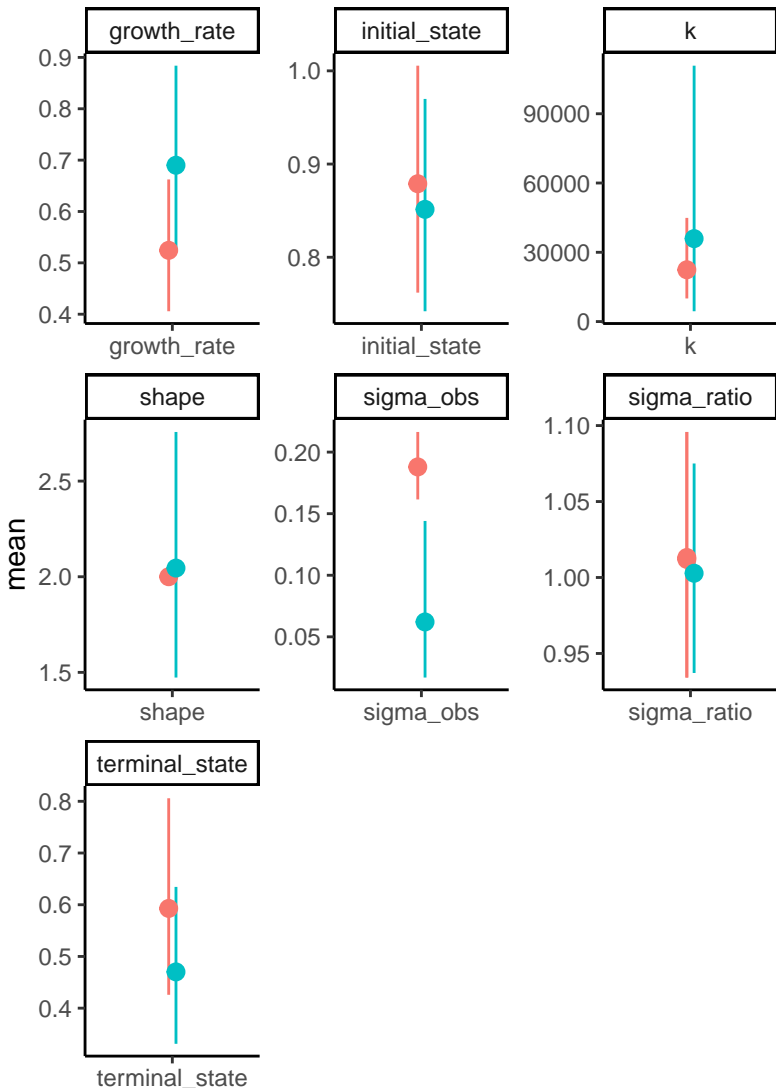 growth_rate
initial_state
k
0.9
0.8
0.7
0.6
0.5
0.4
1.0
0.9
0.8
90000
60000
30000
0
growth_rate
initial_state
k
shape
sigma_obs
sigma_ratio
mean
2.5
2.0
1.5
0.20
0.15
0.10
0.05
1.10
1.05
1.00
0.95
shape
sigma_obs
sigma_ratio
terminal_state
0.8
0.7
0.6
0.5
0.4
terminal_state